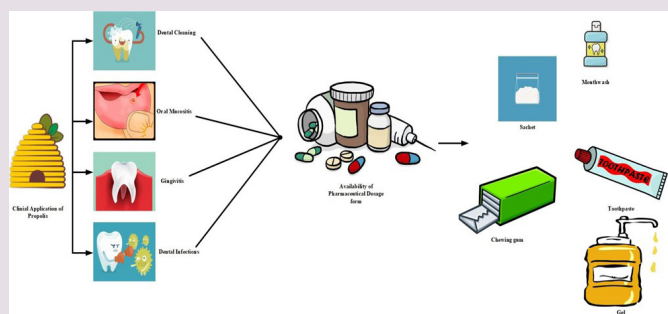 Dental Cleaning
Oral Mucositis
Gingivitis
Dental Infections
Clinical Application of
Propolis
Availability of
Pharmaceutical Dosage
form
Mouthwash
Sachet
TOOTHPASTE
Toothpaste
Chewing gum
Gel